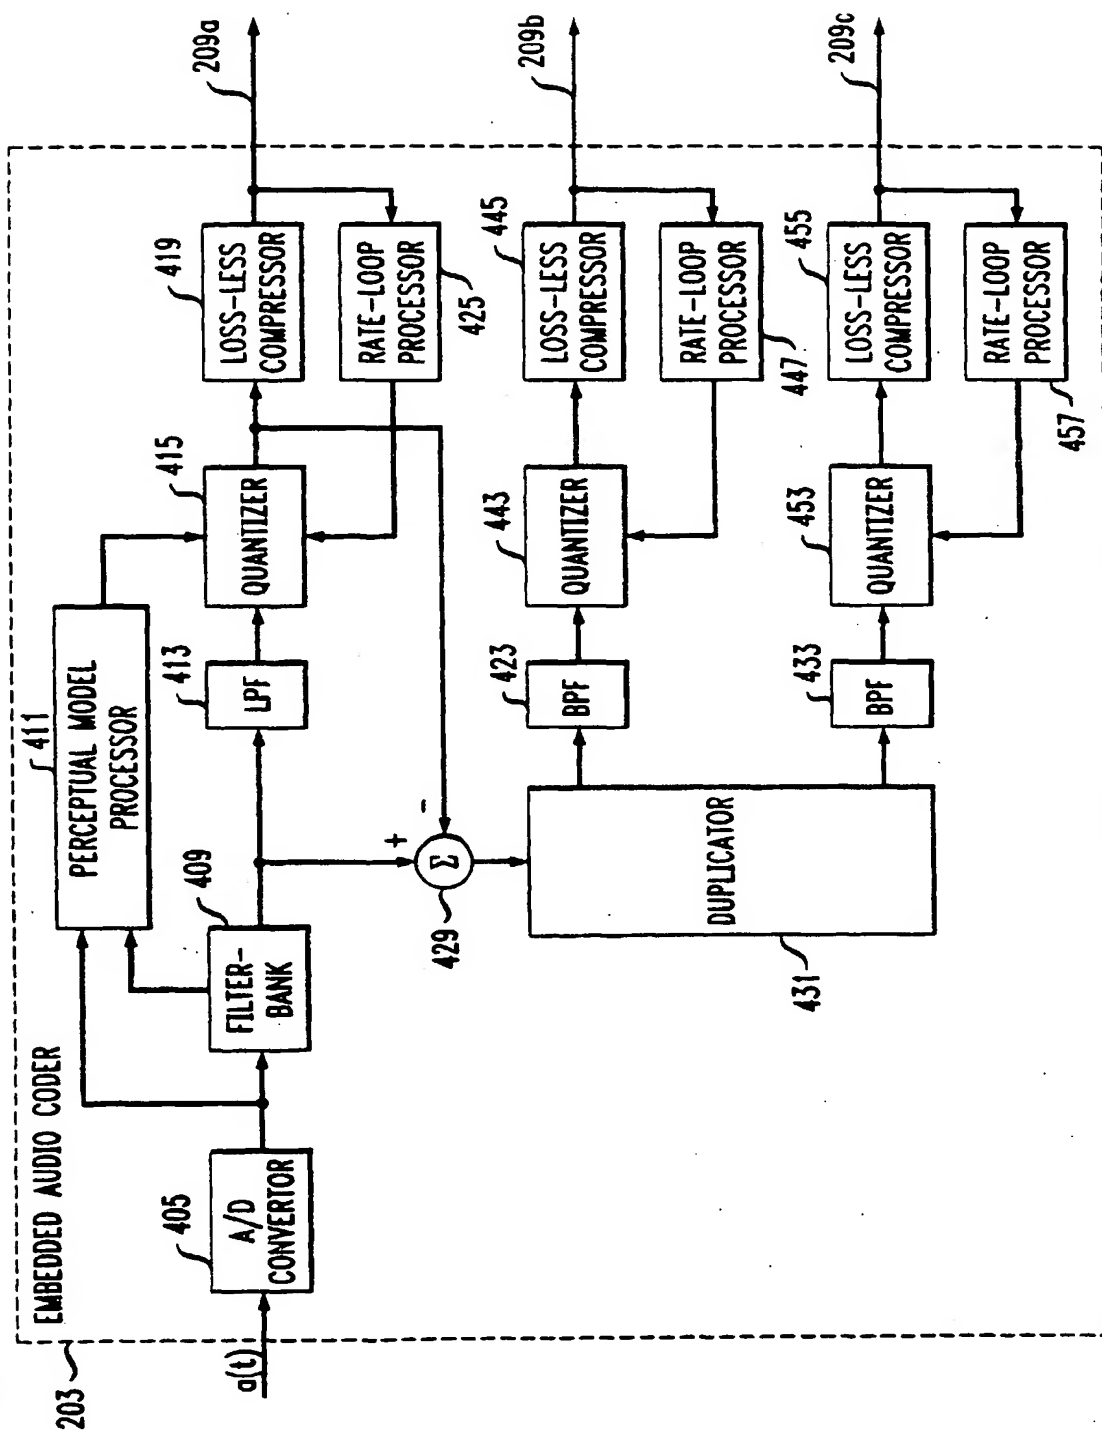 EMBEDDED AUDIO CODER
203
a(t)
405
A/D
CONVERTOR
409
FILTER-
BANK
411
PERCEPTUAL MODEL
PROCESSOR
413
LPF
415
QUANTIZER
419
LOSS-LESS
COMPRESSOR
209a
RATE-LOOP
PROCESSOR
425
+
-
Σ
429
DUPLICATOR
431
423
BPF
443
QUANTIZER
445
LOSS-LESS
COMPRESSOR
209b
RATE-LOOP
PROCESSOR
447
433
BPF
453
QUANTIZER
455
LOSS-LESS
COMPRESSOR
209c
RATE-LOOP
PROCESSOR
457